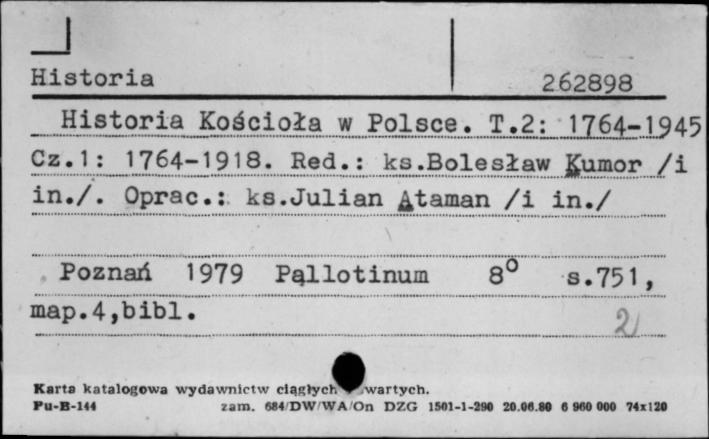 Historia 262898
Historia Kościoła w Polsce. T.2: 1764-1945
Cz.1: 1764-1918. Red.: ks.Bolesław Kumor /i
in./. Oprac.: ks.Julian Ataman /i in./
Poznań 1979 Pallotinum 8° s.751,
map.4,bibl.
2
Karta katalogowa wydawnictw ciągłych wartych.
Pu-B-144 zam. 684/DW/WA/On DZG 1501-1-290 20.06.80 6 960 000 74x120